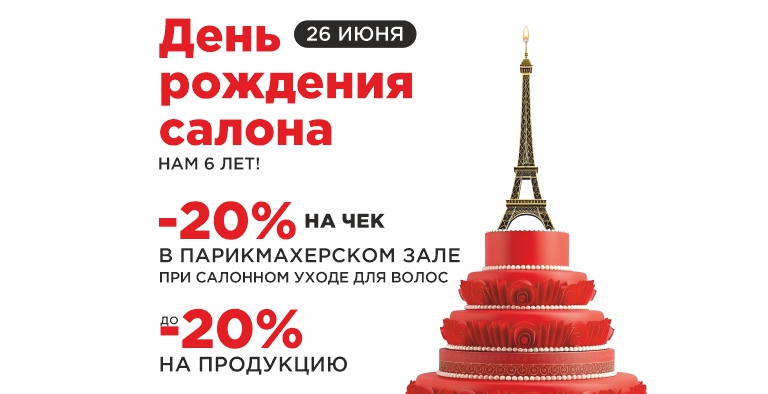 День 26 ИЮНЯ
рождения
салона
НАМ 6 ЛЕТ!
-20% НА ЧЕК
В ПАРИКМАХЕРСКОМ ЗАЛЕ
ПРИ САЛОННОМ УХОДЕ ДЛЯ ВОЛОС
ДО -20%
НА ПРОДУКЦИЮ